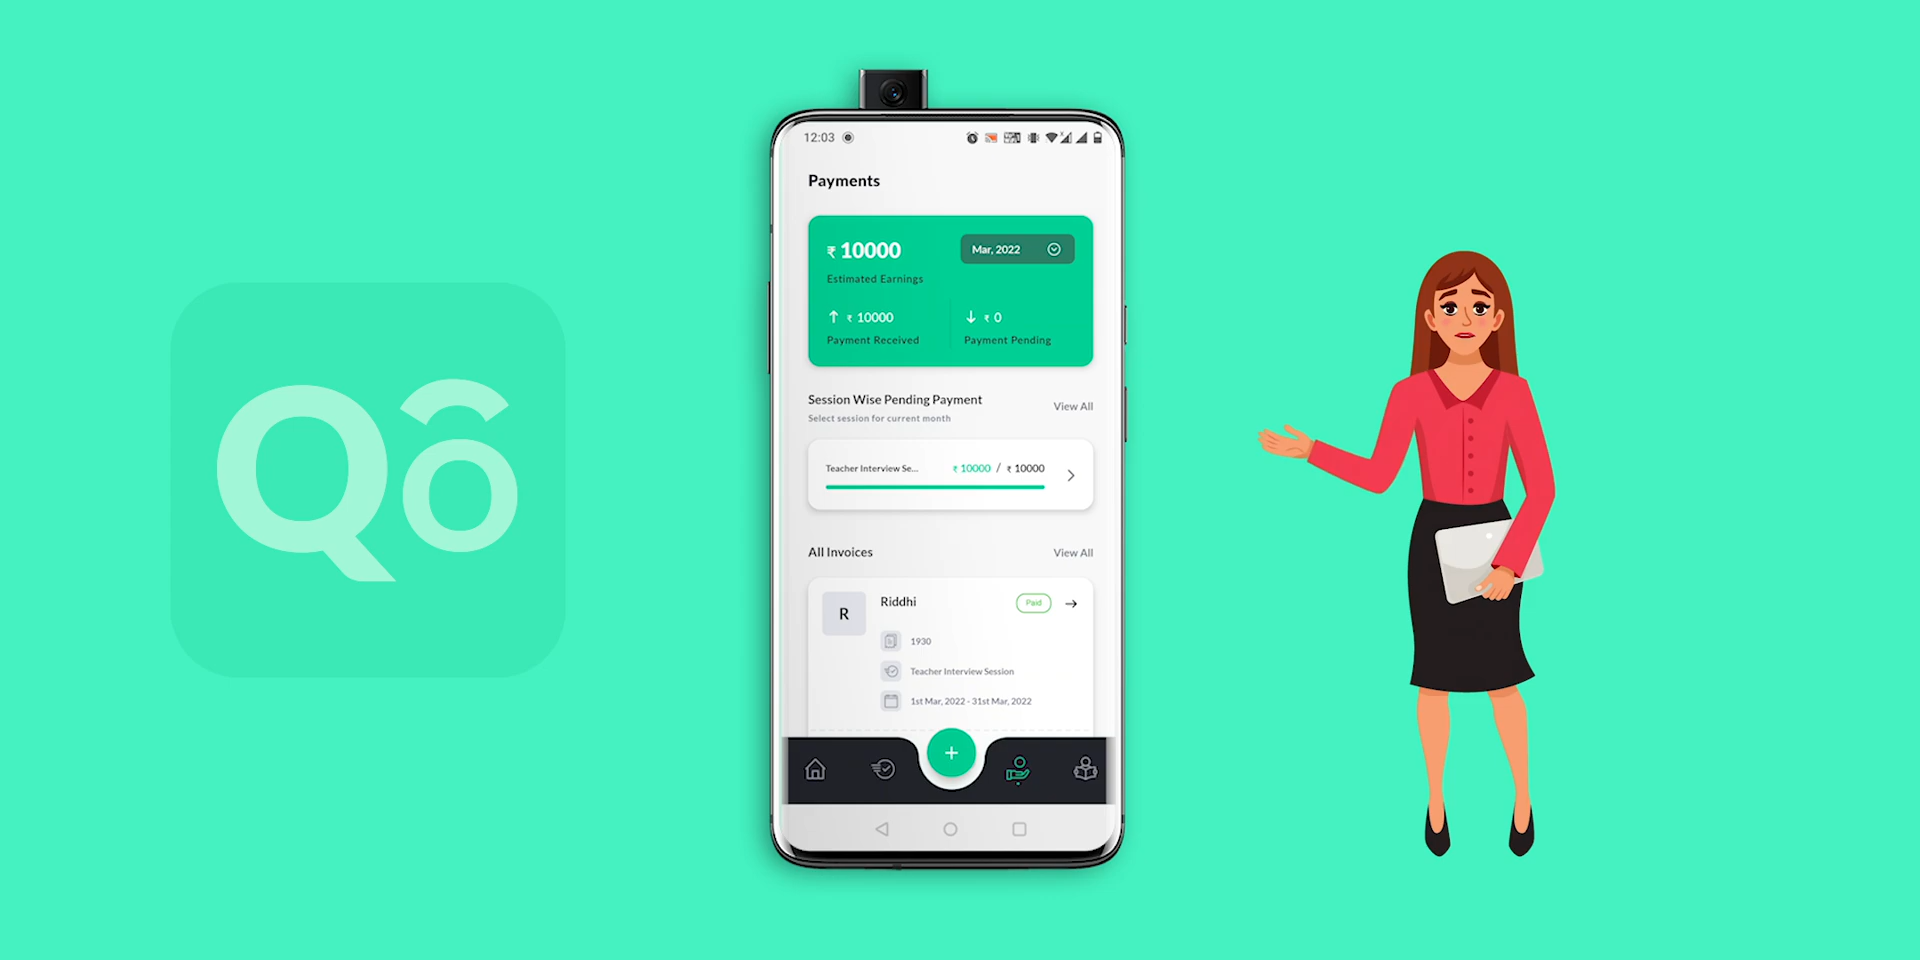 Qô
12:03
Payments
₹ 10000
Mar, 2022
Estimated Earnings
₹ 10000
₹ 0
Payment Received
Payment Pending
Session Wise Pending Payment
View All
Select session for current month
Teacher Interview Se...
₹ 10000 / ₹ 10000
All Invoices
View All
R
Riddhi
Paid
1930
Teacher Interview Session
1st Mar, 2022 - 31st Mar, 2022